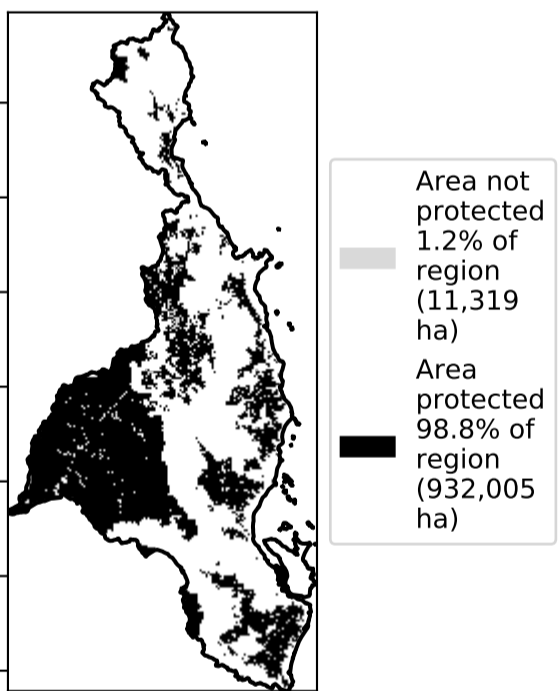 Area not
protected
1.2% of
region
(11,319
ha)
Area
protected
98.8% of
region
(932,005
ha)